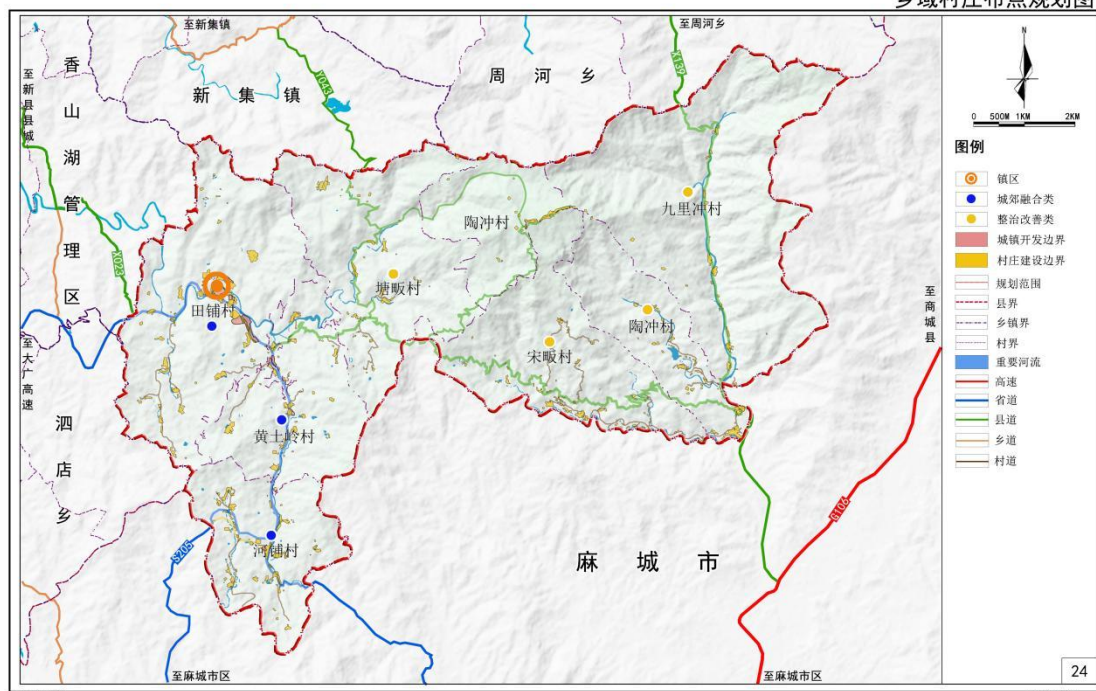 乡域村庄布点规划图
至新集镇
至周河乡
N
香山湖管理区
至新县县城
周河乡
新集镇
Y043
X139
0 500M 1KM 2KM
图例
镇区
城郊融合类
整治改善类
城镇开发边界
村庄建设边界
规划范围
县界
乡镇界
村界
重要河流
高速
省道
县道
乡道
村道
九里冲村
陶冲村
X023
塘畈村
田铺村
陶冲村
宋畈村
至商城县
至大广高速
泗店乡
黄土岭村
河铺村
S205
G106
麻城市
至麻城市区
至麻城市区
24